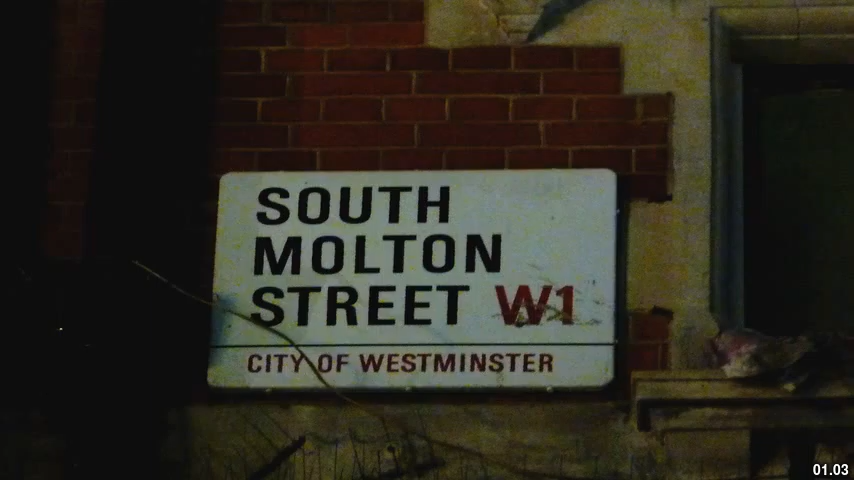 SOUTH
MOLTON
STREET W1
CITY OF WESTMINSTER
01.03